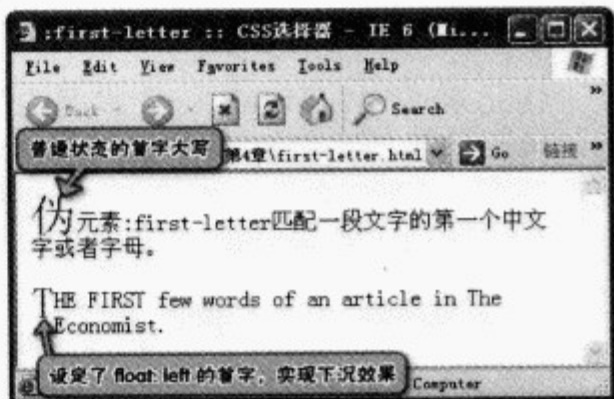 :first-letter :: CSS选择器 - IE 6 (Mi...
File Edit View Favorites Tools Help
Back Search
普通状态的首字大写 第4章\first-letter.html Go 链接 »
伪元素:first-letter匹配一段文字的第一个中文
字或者字母。
THE FIRST few words of an article in The
Economist.
设定了 float: left 的首字，实现下沉效果 Computer